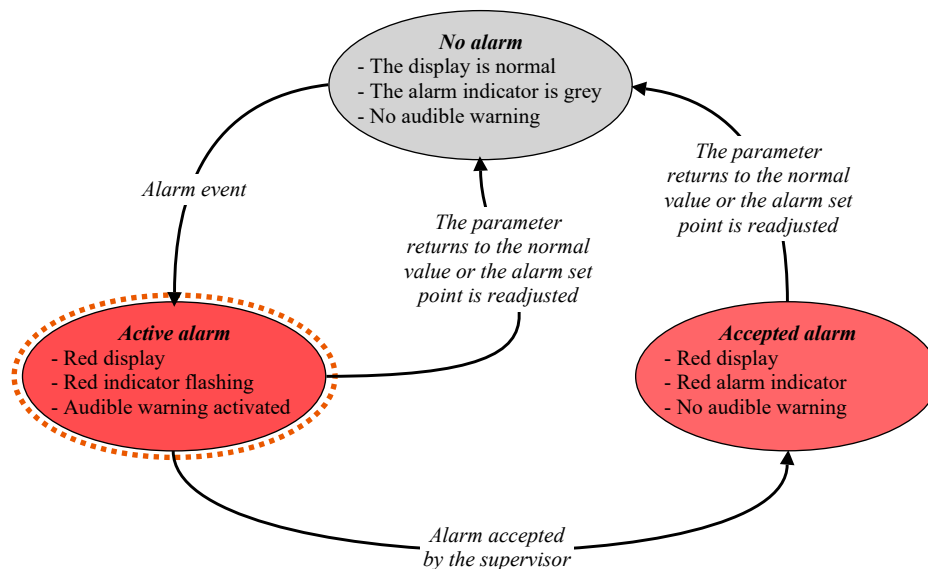 No alarm
- The display is normal
- The alarm indicator is grey
- No audible warning
Alarm event
The parameter
returns to the normal
value or the alarm set
point is readjusted
The parameter
returns to the normal
value or the alarm set
point is readjusted
Active alarm
- Red display
- Red indicator flashing
- Audible warning activated
Accepted alarm
- Red display
- Red alarm indicator
- No audible warning
Alarm accepted
by the supervisor